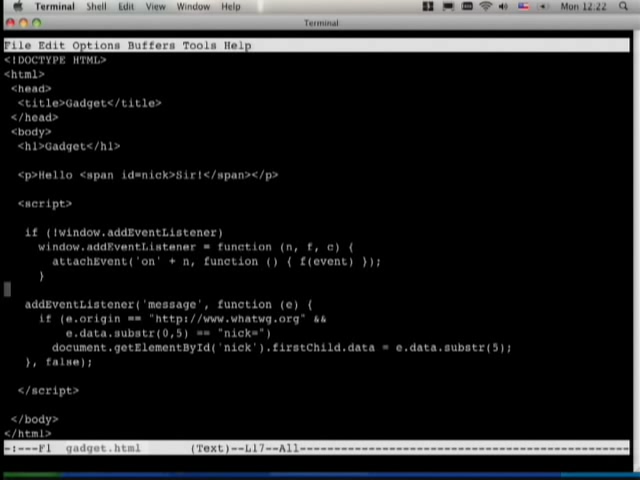 Terminal Shell Edit View Window Help Mon 12.22
Terminal
File Edit Options Buffers Tools Help
<!DOCTYPE HTML>
<html>
<head>
<title>Gadget</title>
</head>
<body>
<h1>Gadget</h1>
<p>Hello <span id=nick>Sir!</span></p>
<script>
if (!window.addEventListener)
window.addEventListener = function (n, f, c) {
attachEvent('on' + n, function () { f(event) });
}
addEventListener('message', function (e) {
if (e.origin == "http://www.whatwg.org" &&
e.data.substr(0,5) == "nick=")
document.getElementById('nick').firstChild.data = e.data.substr(5);
}, false);
</script>
</body>
</html>
-:---F1 gadget.html (Text)--L17--All----------------------------------------------